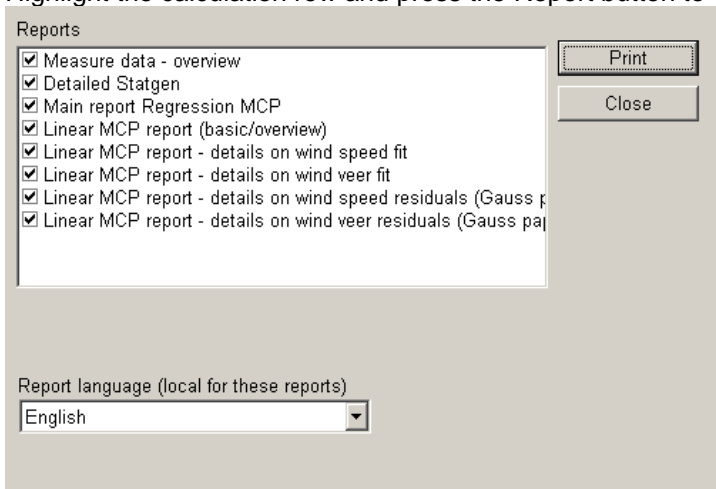 Highlight the calculation row and press the Report button to
Reports
Measure data - overview
Detailed Statgen
Main report Regression MCP
Linear MCP report (basic/overview)
Linear MCP report - details on wind speed fit
Linear MCP report - details on wind veer fit
Linear MCP report - details on wind speed residuals (Gauss p
Linear MCP report - details on wind veer residuals (Gauss pa
Print
Close
Report language (local for these reports)
English